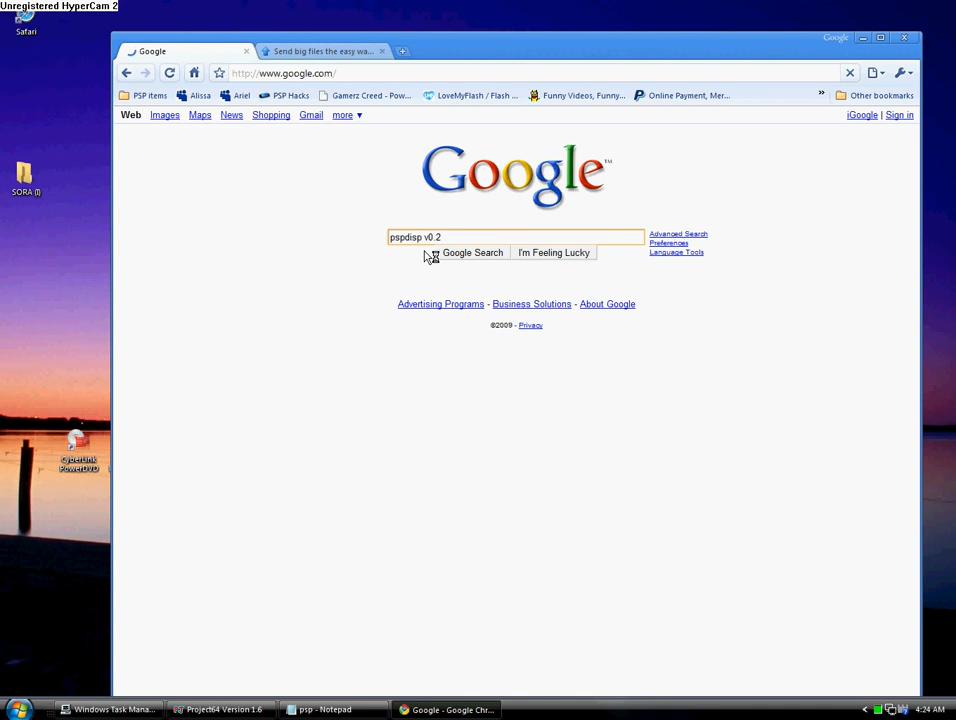 Unregistered HyperCam 2
Safari
Google
Google
Send big files the easy wa...
http://www.google.com/
PSP items
Alissa
Ariel
PSP Hacks
Gamerz Creed - Pow...
LoveMyFlash / Flash ...
Funny Videos, Funny...
Online Payment, Mer...
»
Other bookmarks
Web Images Maps News Shopping Gmail more ▼
iGoogle | Sign in
Google™
pspdisp v0.2
Advanced Search
Preferences
Language Tools
Google Search
I'm Feeling Lucky
SORA (I)
Advertising Programs - Business Solutions - About Google
©2009 - Privacy
CyberLink
PowerDVD
Windows Task Mana...
Project64 Version 1.6
psp - Notepad
Google - Google Chr...
4:24 AM